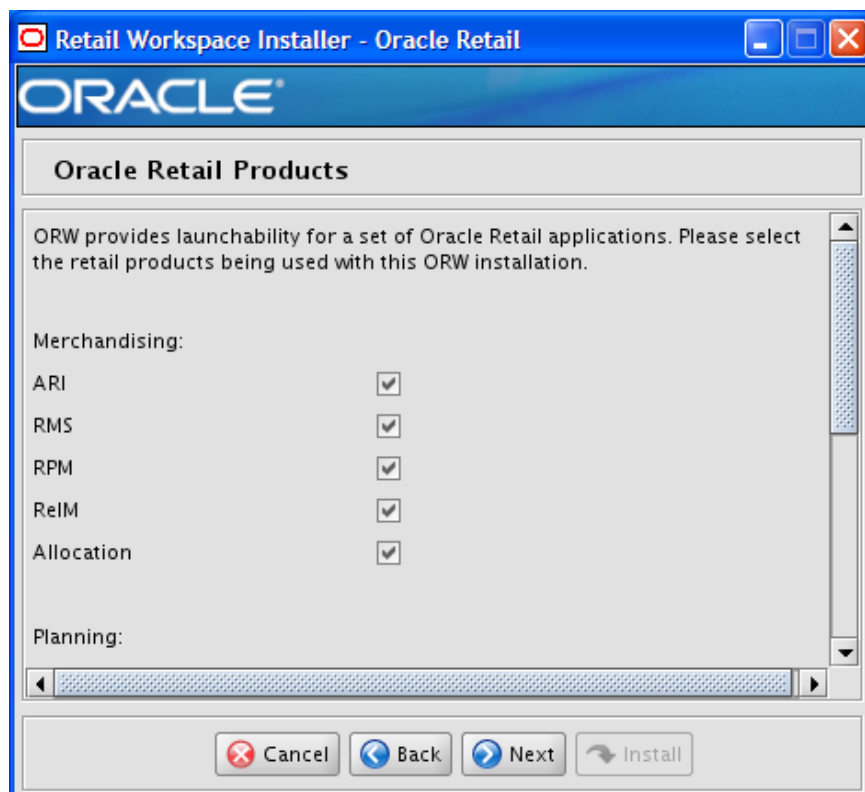 Retail Workspace Installer - Oracle Retail
ORACLE
Oracle Retail Products
ORW provides launchability for a set of Oracle Retail applications. Please select
the retail products being used with this ORW installation.
Merchandising:
ARI
RMS
RPM
ReIM
Allocation
Planning:
Cancel Back Next Install